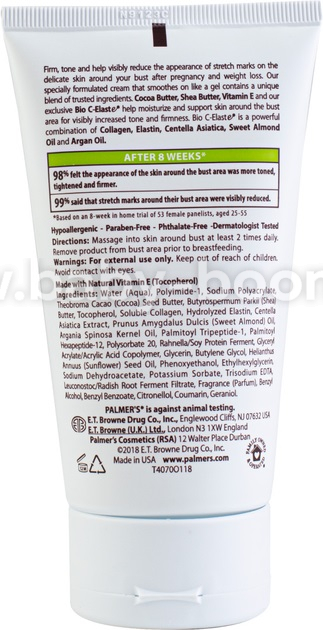 Firm, tone and help visibly reduce the appearance of stretch marks on the
delicate skin around your bust after pregnancy and weight loss. Our
specially formulated cream that smoothes on like a gel contains a unique
blend of trusted ingredients. Cocoa Butter, Shea Butter, Vitamin E and our
exclusive Bio C-Elaste® help moisturize and support skin around the bust
area for visibly increased tone and firmness. Bio C-Elaste® is a powerful
combination of Collagen, Elastin, Centella Asiatica, Sweet Almond
Oil and Argan Oil.
AFTER 8 WEEKS*
98% felt the appearance of the skin around the bust area was more toned,
tightened and firmer.
99% said that stretch marks around their bust area were visibly reduced.
*Based on an 8-week in home trial of 53 female panelists, aged 25-55
Hypoallergenic - Paraben-Free - Phthalate-Free -Dermatologist Tested
Directions: Massage into skin around bust at least 2 times daily.
Remove product from bust area prior to breastfeeding.
Warnings: For external use only. Keep out of reach of children.
Avoid contact with eyes.
Made with Natural Vitamin E (Tocopherol)
Ingredients: Water (Aqua), Polyimide-1, Sodium Polyacrylate,
Theobroma Cacao (Cocoa) Seed Butter, Butyrospermum Parkii (Shea)
Butter, Tocopherol, Soluble Collagen, Hydrolyzed Elastin, Centella
Asiatica Extract, Prunus Amygdalus Dulcis (Sweet Almond) Oil,
Argania Spinosa Kernel Oil, Palmitoyl Tripeptide-1, Palmitoyl
Hexapeptide-12, Polysorbate 20, Rahnella/Soy Protein Ferment, Glyceryl
Acrylate/Acrylic Acid Copolymer, Glycerin, Butylene Glycol, Helianthus
Annuus (Sunflower) Seed Oil, Phenoxyethanol, Ethylhexylglycerin,
Sodium Dehydroacetate, Potassium Sorbate, Trisodium EDTA,
Leuconostoc/Radish Root Ferment Filtrate, Fragrance (Parfum), Benzyl
Alcohol, Benzyl Benzoate, Citronellol, Coumarin, Geraniol.
PALMER'S® is against animal testing.
E.T. Browne Drug Co., Inc., Englewood Cliffs, NJ 07632 USA
E.T. Browne (U.K.) Ltd., London N3 1XW England
Palmer's Cosmetics (RSA) 12 Walter Place Durban
©2018 E.T. Browne Drug Co., Inc.
Made in USA www.palmers.com
T4070O118